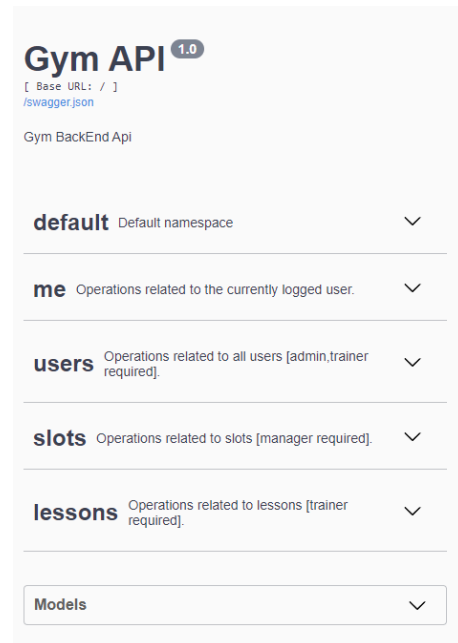 Gym API 1.0
[ Base URL: / ]
/swagger.json
Gym BackEnd Api
default Default namespace
me Operations related to the currently logged user.
users Operations related to all users [admin,trainer
required].
slots Operations related to slots [manager required].
lessons Operations related to lessons [trainer
required].
Models